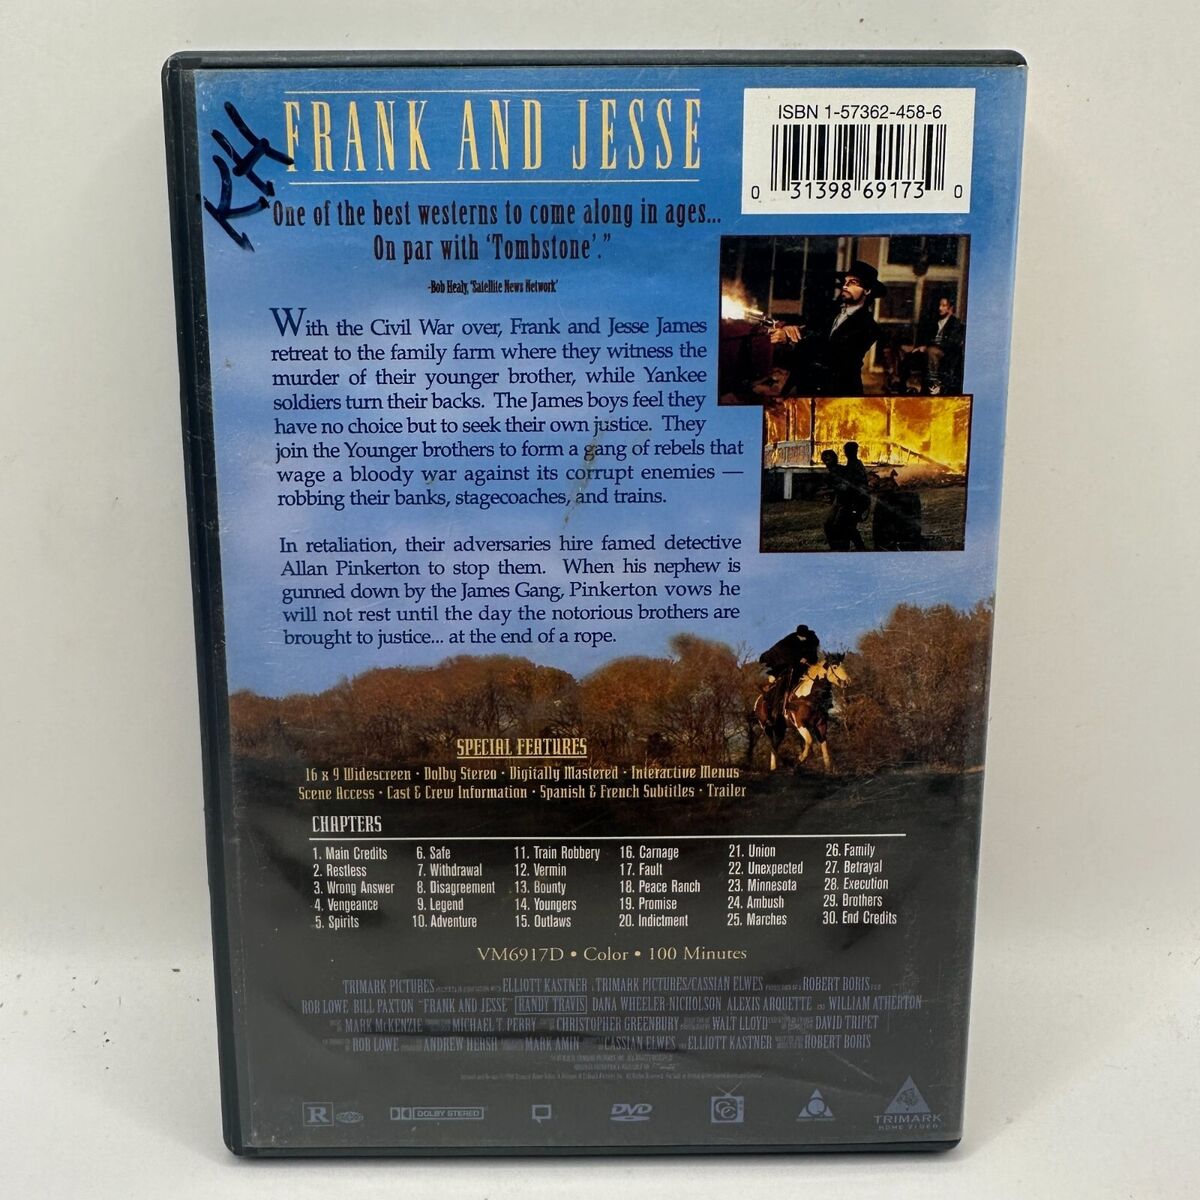 KH
FRANK AND JESSE
ISBN 1-57362-458-6
0 31398 69173 0
One of the best westerns to come along in ages...
On par with 'Tombstone'."
-Bob Healy, 'Satellite News Network'
With the Civil War over, Frank and Jesse James
retreat to the family farm where they witness the
murder of their younger brother, while Yankee
soldiers turn their backs. The James boys feel they
have no choice but to seek their own justice. They
join the Younger brothers to form a gang of rebels that
wage a bloody war against its corrupt enemies —
robbing their banks, stagecoaches, and trains.
In retaliation, their adversaries hire famed detective
Allan Pinkerton to stop them. When his nephew is
gunned down by the James Gang, Pinkerton vows he
will not rest until the day the notorious brothers are
brought to justice... at the end of a rope.
SPECIAL FEATURES
16 x 9 Widescreen • Dolby Stereo • Digitally Mastered • Interactive Menus
Scene Access • Cast & Crew Information • Spanish & French Subtitles • Trailer
CHAPTERS
1. Main Credits
2. Restless
3. Wrong Answer
4. Vengeance
5. Spirits
6. Safe
7. Withdrawal
8. Disagreement
9. Legend
10. Adventure
11. Train Robbery
12. Vermin
13. Bounty
14. Youngers
15. Outlaws
16. Carnage
17. Fault
18. Peace Ranch
19. Promise
20. Indictment
21. Union
22. Unexpected
23. Minnesota
24. Ambush
25. Marches
26. Family
27. Betrayal
28. Execution
29. Brothers
30. End Credits
VM6917D • Color • 100 Minutes
TRIMARK PICTURES ELLIOTT KASTNER TRIMARK PICTURES/CASSIAN ELWES ROBERT BORIS
ROB LOWE BILL PAXTON "FRANK AND JESSE" RANDY TRAVIS DANA WHEELER-NICHOLSON ALEXIS ARQUETTE WILLIAM ATHERTON
MARK McKENZIE MICHAEL T. PERRY CHRISTOPHER GREENBURY WALT LLOYD DAVID TRIPET
ROB LOWE ANDREW HERSH MARK AMIN CASSIAN ELWES ELLIOTT KASTNER ROBERT BORIS
R
DOLBY STEREO
DVD
CC
TRIMARK
HOME VIDEO